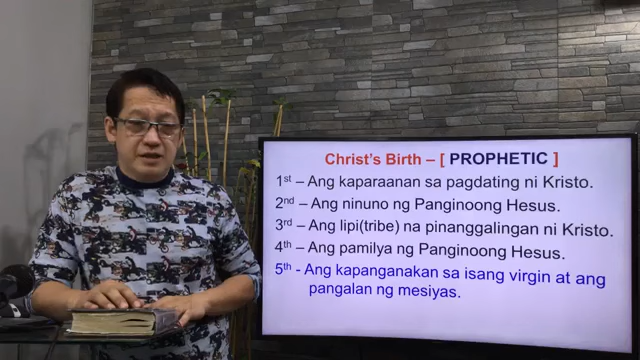 Christ's Birth – [ PROPHETIC ]
1st – Ang kaparaanan sa pagdating ni Kristo.
2nd – Ang ninuno ng Panginoong Hesus.
3rd – Ang lipi(tribe) na pinanggalingan ni Kristo.
4th – Ang pamilya ng Panginoong Hesus.
5th - Ang kapanganakan sa isang virgin at ang
pangalan ng mesiyas.